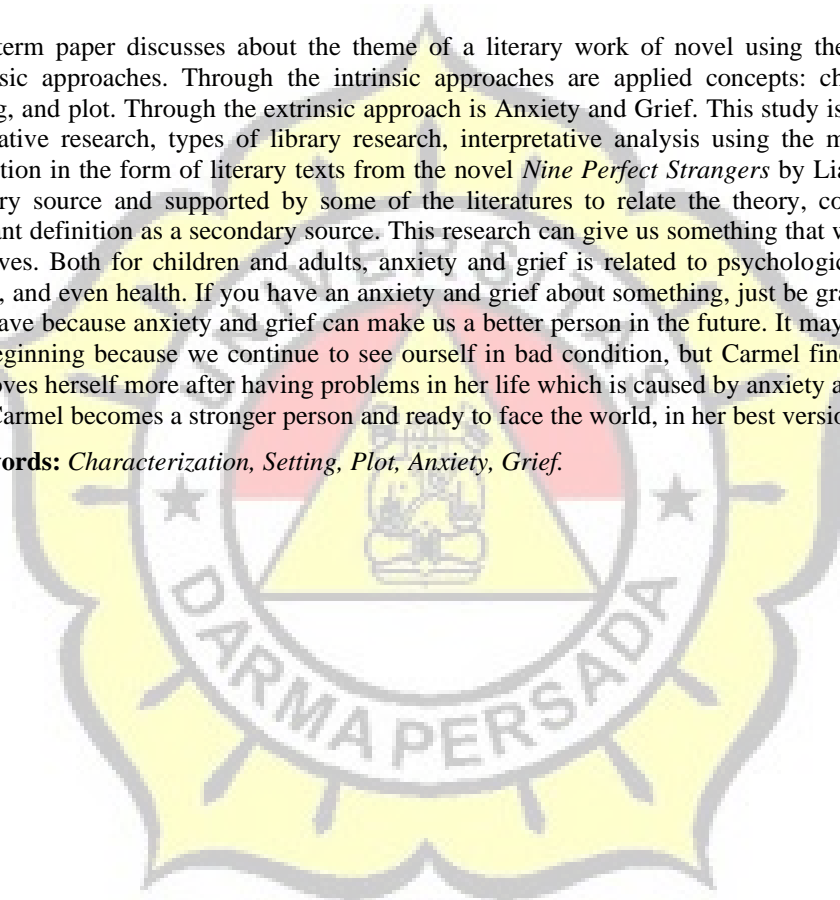 term paper discusses about the theme of a literary work of novel using the
sic approaches. Through the intrinsic approaches are applied concepts: ch
g, and plot. Through the extrinsic approach is Anxiety and Grief. This study is
ative research, types of library research, interpretative analysis using the m
tion in the form of literary texts from the novel Nine Perfect Strangers by Lia
ry source and supported by some of the literatures to relate the theory, co
ant definition as a secondary source. This research can give us something that v
ves. Both for children and adults, anxiety and grief is related to psychologic
, and even health. If you have an anxiety and grief about something, just be gra
ave because anxiety and grief can make us a better person in the future. It may
eginning because we continue to see ourself in bad condition, but Carmel fin
oves herself more after having problems in her life which is caused by anxiety a
Carmel becomes a stronger person and ready to face the world, in her best versio
ords: Characterization, Setting, Plot, Anxiety, Grief.
UNIVERSITAS
DARMA PERSADA